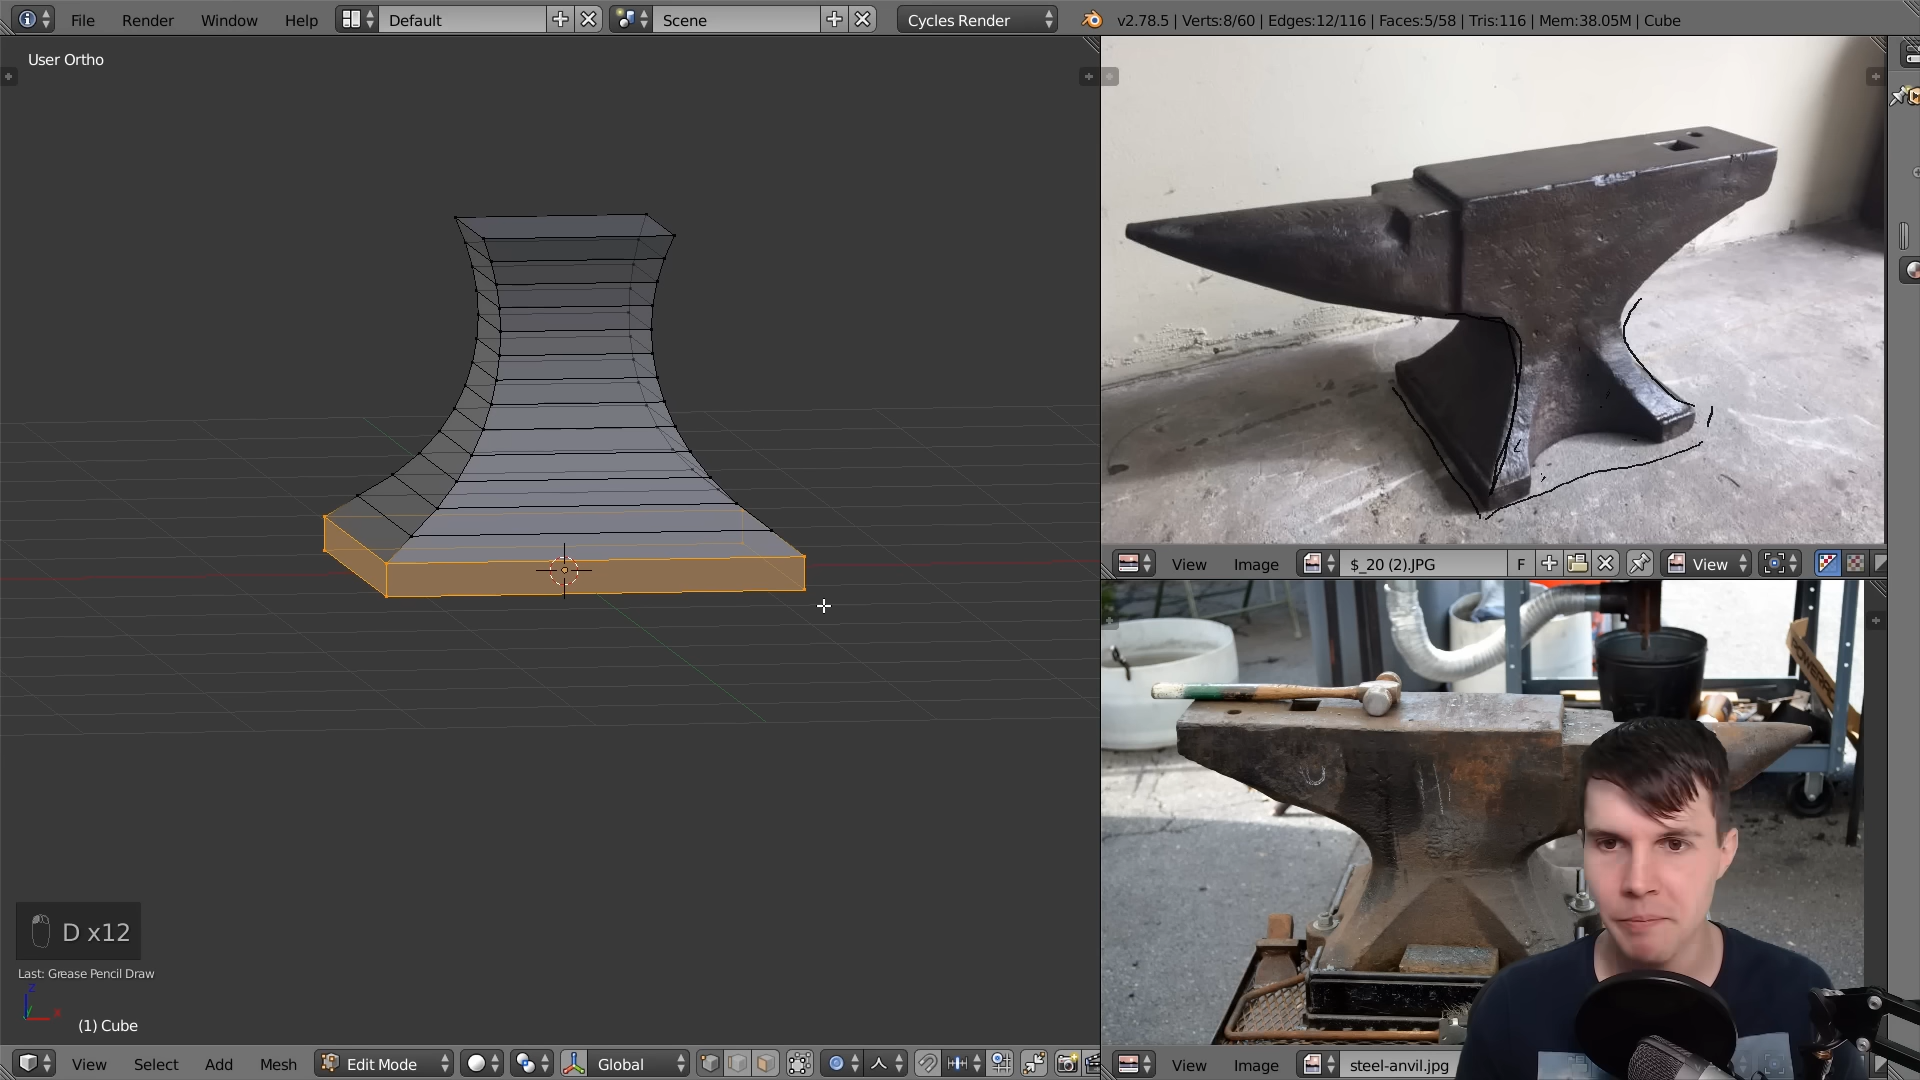 File Render Window Help Default Scene Cycles Render v2.78.5 | Verts:8/60 | Edges:12/116 | Faces:5/58 | Tris:116 | Mem:38.05M | Cube
User Ortho
View Image $_20 (2).JPG F View
D x12
Last: Grease Pencil Draw
z
x
(1) Cube
View Select Add Mesh Edit Mode Global
View Image steel-anvil.jpg